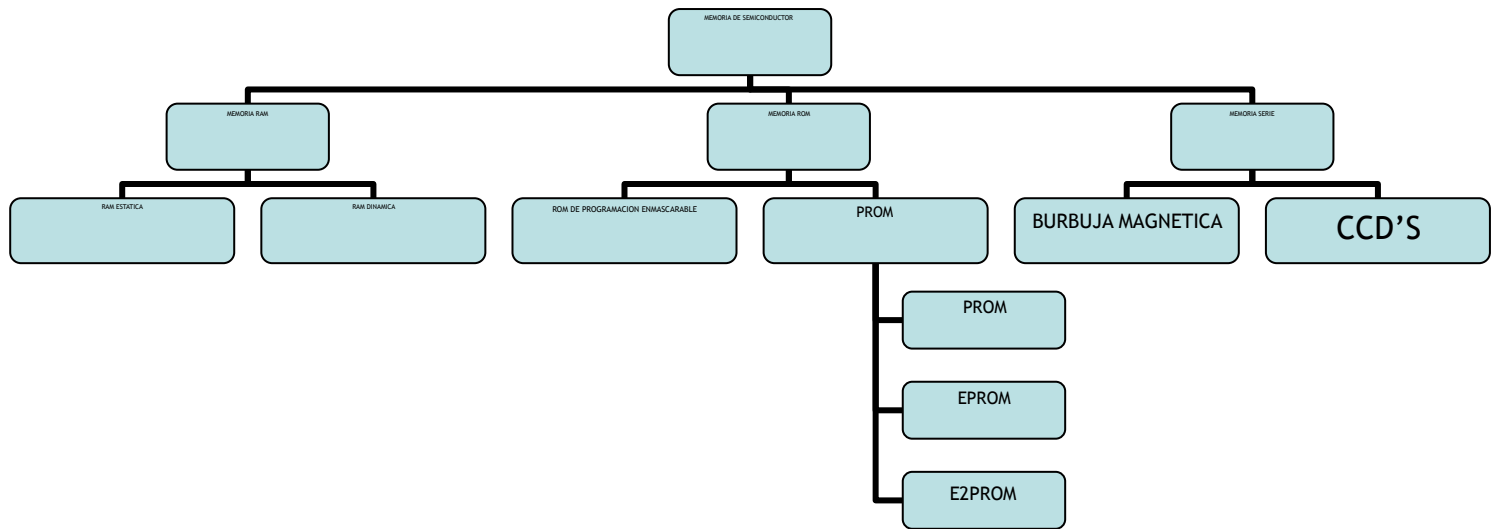 MEMORIA DE SEMICONDUCTOR
MEMORIA RAM
MEMORIA ROM
MEMORIA SERIE
RAM ESTATICA
RAM DINAMICA
ROM DE PROGRAMACION ENMASCARABLE
PROM
BURBUJA MAGNETICA
CCD’S
PROM
EPROM
E2PROM